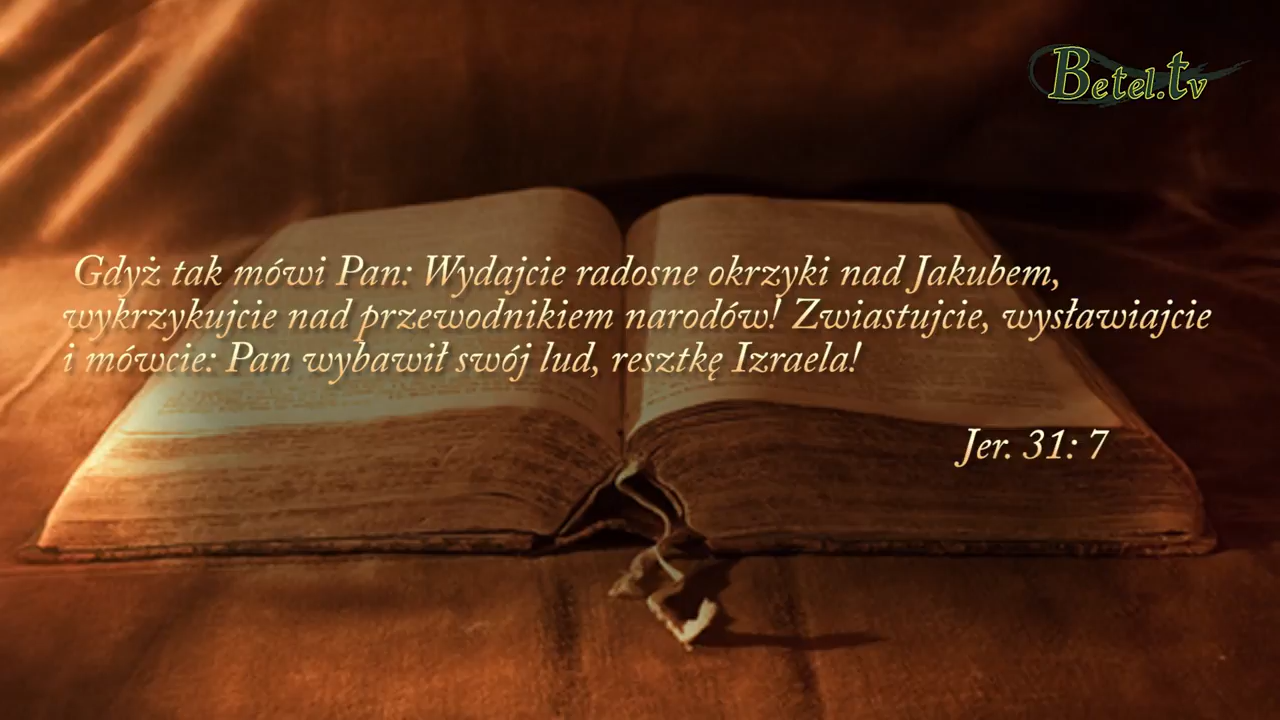 Betel.tv
Gdyż tak mówi Pan: Wydajcie radosne okrzyki nad Jakubem,
wykrzykujcie nad przewodnikiem narodów! Zwiastujcie, wysławiajcie
i mówcie: Pan wybawił swój lud, resztkę Izraela!
Jer. 31: 7